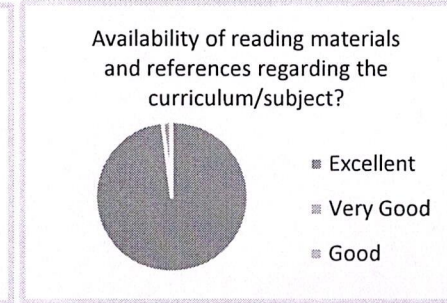 Availability of reading materials
and references regarding the
curriculum/subject?
Excellent
Very Good
Good